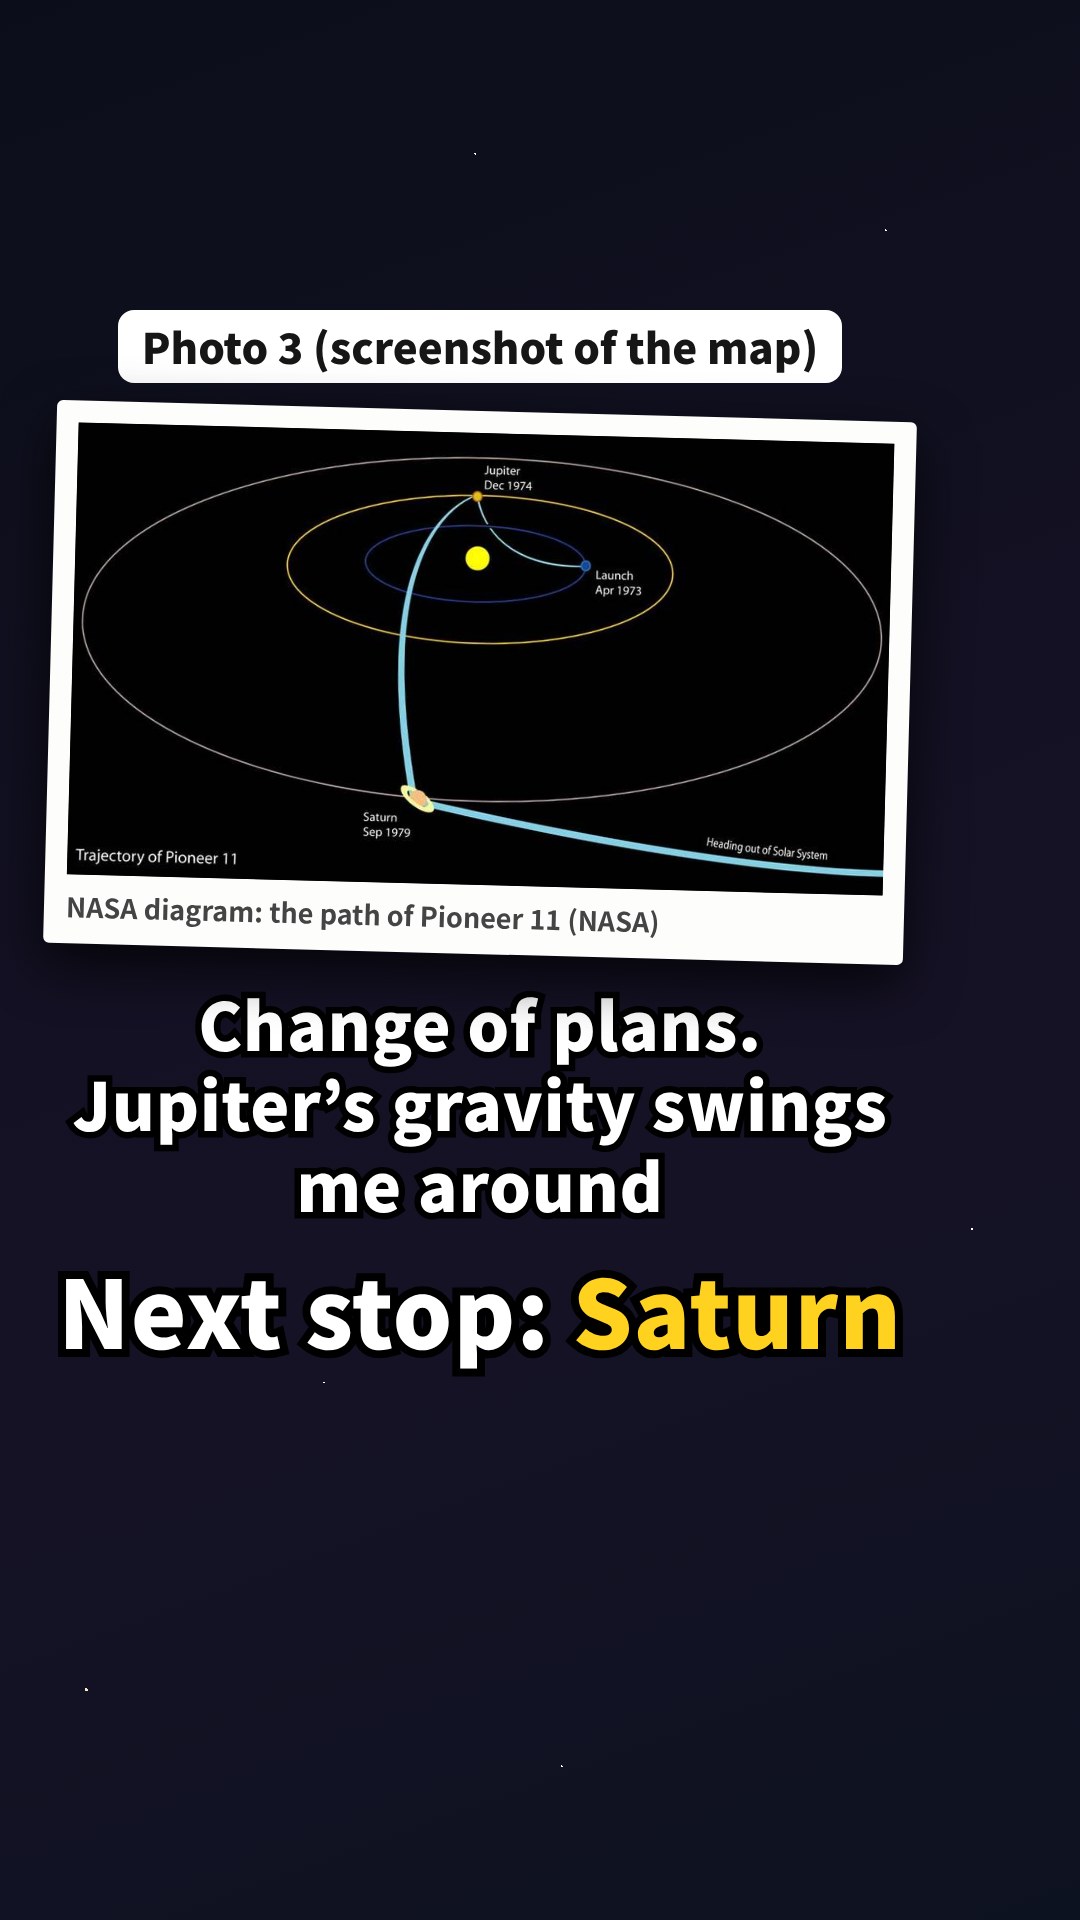 Photo 3 (screenshot of the map)
Jupiter
Dec 1974
Launch
Apr 1973
Saturn
Sep 1979
Heading out of Solar System
Trajectory of Pioneer 11
NASA diagram: the path of Pioneer 11 (NASA)
Change of plans.
Jupiter’s gravity swings
me around
Next stop: Saturn